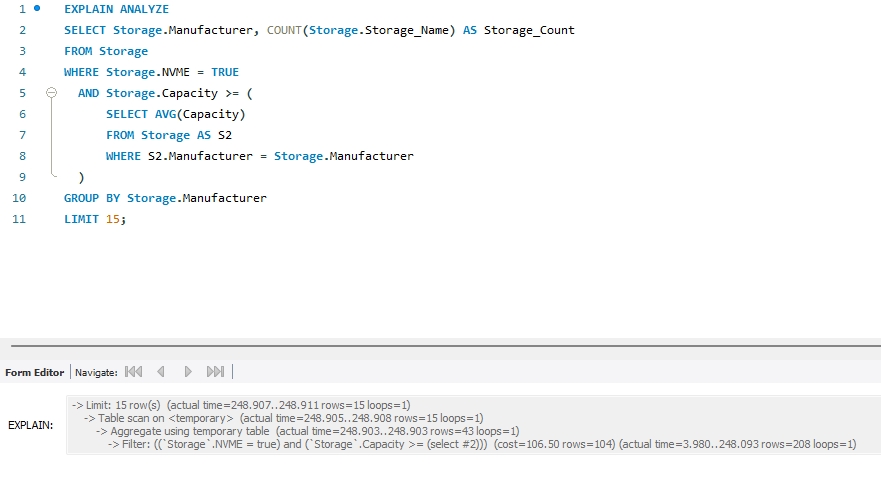 1 EXPLAIN ANALYZE
2 SELECT Storage.Manufacturer, COUNT(Storage.Storage_Name) AS Storage_Count
3 FROM Storage
4 WHERE Storage.NVME = TRUE
5 AND Storage.Capacity >= (
6 SELECT AVG(Capacity)
7 FROM Storage AS S2
8 WHERE S2.Manufacturer = Storage.Manufacturer
9 )
10 GROUP BY Storage.Manufacturer
11 LIMIT 15;
Form Editor Navigate:
EXPLAIN:
-> Limit: 15 row(s) (actual time=248.907..248.911 rows=15 loops=1)
-> Table scan on <temporary> (actual time=248.905..248.908 rows=15 loops=1)
-> Aggregate using temporary table (actual time=248.903..248.903 rows=43 loops=1)
-> Filter: ((`Storage`.NVME = true) and (`Storage`.Capacity >= (select #2))) (cost=106.50 rows=104) (actual time=3.980..248.093 rows=208 loops=1)